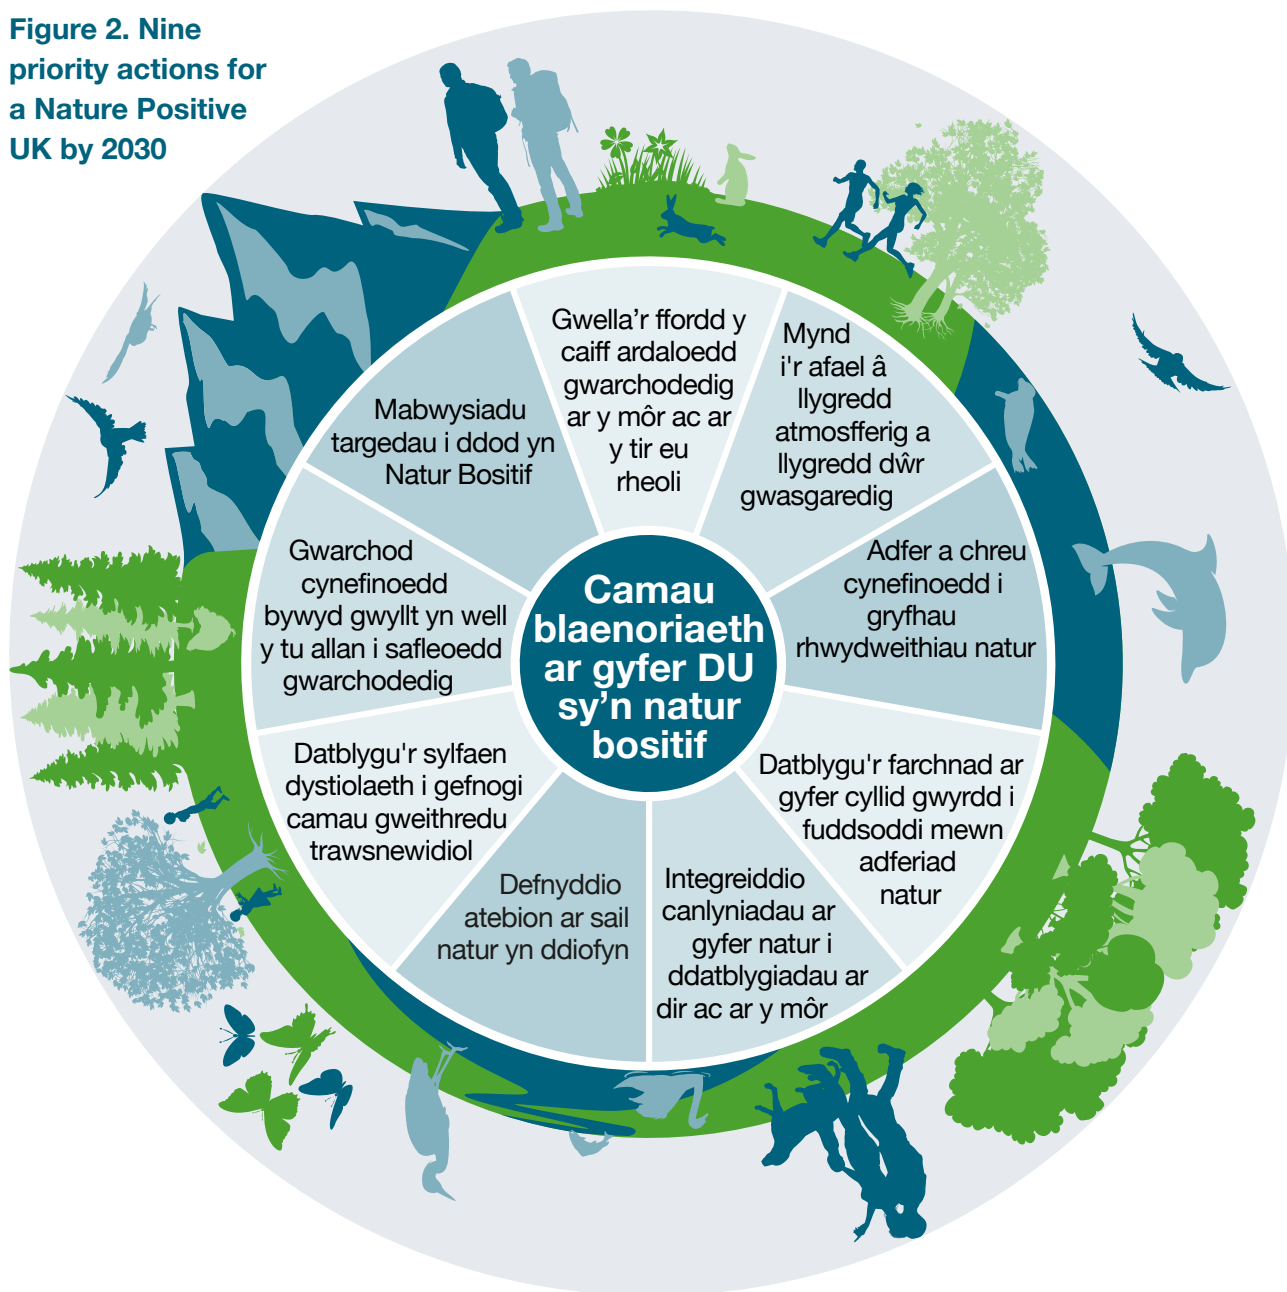 Figure 2. Nine
priority actions for
a Nature Positive
UK by 2030
Gwella'r ffordd y
caiff ardaloedd
gwarchodedig
ar y môr ac ar
y tir eu
rheoli
Mynd
i'r afael â
llygredd
atmosfferig a
llygredd dŵr
gwasgaredig
Adfer a chreu
cynefinoedd i
gryfhau
rhwydweithiau natur
Datblygu'r farchnad ar
gyfer cyllid gwyrdd i
fuddsoddi mewn
adferiad
natur
Integreiddio
canlyniadau ar
gyfer natur i
ddatblygiadau ar
dir ac ar y môr
Defnyddio
atebion ar sail
natur yn ddiofyn
Datblygu'r sylfaen
dystiolaeth i gefnogi
camau gweithredu
trawsnewidiol
Gwarchod
cynefinoedd
bywyd gwyllt yn well
y tu allan i safleoedd
gwarchodedig
Mabwysiadu
targedau i ddod yn
Natur Bositif
Camau
blaenoriaeth
ar gyfer DU
sy'n natur
bositif